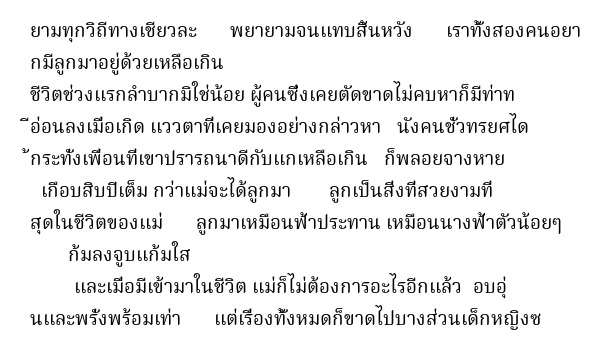 ยามทุกวิถีทางเชียวละ      พยายามจนแทบสิ้นหวัง      เราทั้งสองคนอยา
กมีลูกมาอยู่ด้วยเหลือเกิน
ชีวิตช่วงแรกลำบากมิใช่น้อย ผู้คนซึ่งเคยตัดขาดไม่คบหาก็มีท่าท
ีอ่อนลงเมื่อเกิด แววตาที่เคยมองอย่างกล่าวหา   นังคนชั่วทรยศได
้กระทั่งเพื่อนที่เขาปรารถนาดีกับแกเหลือเกิน   ก็พลอยจางหาย
  เกือบสิบปีเต็ม กว่าแม่จะได้ลูกมา       ลูกเป็นสิ่งที่สวยงามที่
สุดในชีวิตของแม่      ลูกมาเหมือนฟ้าประทาน เหมือนนางฟ้าตัวน้อยๆ
       ก้มลงจูบแก้มใส
        และเมื่อมีเข้ามาในชีวิต แม่ก็ไม่ต้องการอะไรอีกแล้ว  อบอุ่
นและพรั่งพร้อมเท่า      แต่เรื่องทั้งหมดก็ขาดไปบางส่วนเด็กหญิงซ